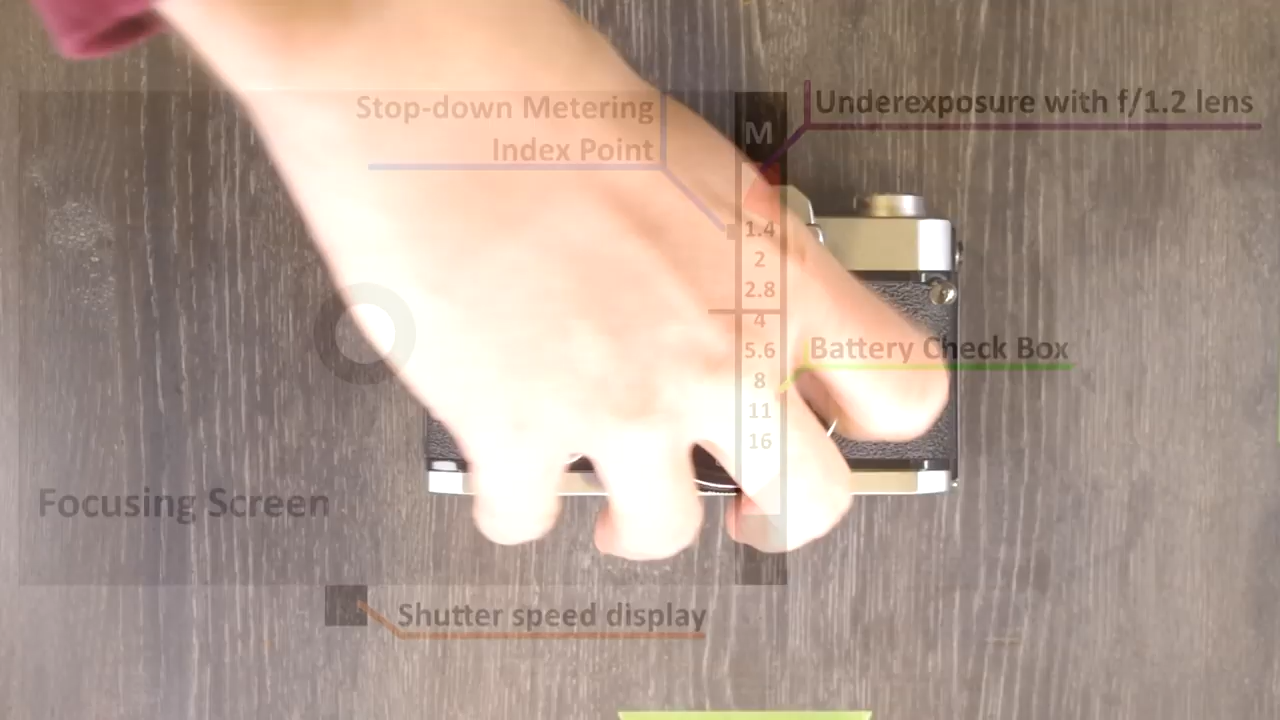 Stop-down Metering
Index Point
Underexposure with f/1.2 lens
M
1.4
2
2.8
4
5.6
8
11
16
Battery Check Box
Focusing Screen
Shutter speed display